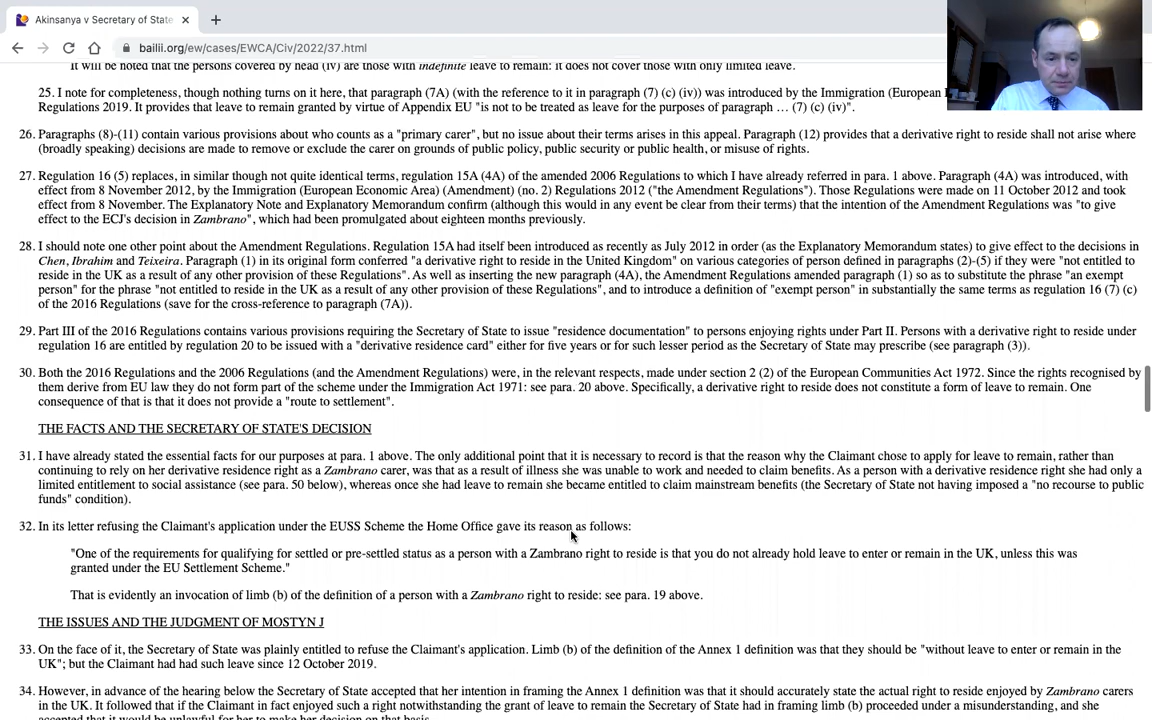 Akinsanya v Secretary of State
bailii.org/ew/cases/EWCA/Civ/2022/37.html
It will be noted that the persons covered by head (iv) are those with indefinite leave to remain: it does not cover those with only limited leave.
25. I note for completeness, though nothing turns on it here, that paragraph (7A) (with the reference to it in paragraph (7) (c) (iv)) was introduced by the Immigration (European
Regulations 2019. It provides that leave to remain granted by virtue of Appendix EU "is not to be treated as leave for the purposes of paragraph … (7) (c) (iv)".
26. Paragraphs (8)-(11) contain various provisions about who counts as a "primary carer", but no issue about their terms arises in this appeal. Paragraph (12) provides that a derivative right to reside shall not arise where
(broadly speaking) decisions are made to remove or exclude the carer on grounds of public policy, public security or public health, or misuse of rights.
27. Regulation 16 (5) replaces, in similar though not quite identical terms, regulation 15A (4A) of the amended 2006 Regulations to which I have already referred in para. 1 above. Paragraph (4A) was introduced, with
effect from 8 November 2012, by the Immigration (European Economic Area) (Amendment) (no. 2) Regulations 2012 ("the Amendment Regulations"). Those Regulations were made on 11 October 2012 and took
effect from 8 November. The Explanatory Note and Explanatory Memorandum confirm (although this would in any event be clear from their terms) that the intention of the Amendment Regulations was "to give
effect to the ECJ's decision in Zambrano", which had been promulgated about eighteen months previously.
28. I should note one other point about the Amendment Regulations. Regulation 15A had itself been introduced as recently as July 2012 in order (as the Explanatory Memorandum states) to give effect to the decisions in
Chen, Ibrahim and Teixeira. Paragraph (1) in its original form conferred "a derivative right to reside in the United Kingdom" on various categories of person defined in paragraphs (2)-(5) if they were "not entitled to
reside in the UK as a result of any other provision of these Regulations". As well as inserting the new paragraph (4A), the Amendment Regulations amended paragraph (1) so as to substitute the phrase "an exempt
person" for the phrase "not entitled to reside in the UK as a result of any other provision of these Regulations", and to introduce a definition of "exempt person" in substantially the same terms as regulation 16 (7) (c)
of the 2016 Regulations (save for the cross-reference to paragraph (7A)).
29. Part III of the 2016 Regulations contains various provisions requiring the Secretary of State to issue "residence documentation" to persons enjoying rights under Part II. Persons with a derivative right to reside under
regulation 16 are entitled by regulation 20 to be issued with a "derivative residence card" either for five years or for such lesser period as the Secretary of State may prescribe (see paragraph (3)).
30. Both the 2016 Regulations and the 2006 Regulations (and the Amendment Regulations) were, in the relevant respects, made under section 2 (2) of the European Communities Act 1972. Since the rights recognised by
them derive from EU law they do not form part of the scheme under the Immigration Act 1971: see para. 20 above. Specifically, a derivative right to reside does not constitute a form of leave to remain. One
consequence of that is that it does not provide a "route to settlement".
THE FACTS AND THE SECRETARY OF STATE'S DECISION
31. I have already stated the essential facts for our purposes at para. 1 above. The only additional point that it is necessary to record is that the reason why the Claimant chose to apply for leave to remain, rather than
continuing to rely on her derivative residence right as a Zambrano carer, was that as a result of illness she was unable to work and needed to claim benefits. As a person with a derivative residence right she had only a
limited entitlement to social assistance (see para. 50 below), whereas once she had leave to remain she became entitled to claim mainstream benefits (the Secretary of State not having imposed a "no recourse to public
funds" condition).
32. In its letter refusing the Claimant's application under the EUSS Scheme the Home Office gave its reason as follows:
"One of the requirements for qualifying for settled or pre-settled status as a person with a Zambrano right to reside is that you do not already hold leave to enter or remain in the UK, unless this was
granted under the EU Settlement Scheme."
That is evidently an invocation of limb (b) of the definition of a person with a Zambrano right to reside: see para. 19 above.
THE ISSUES AND THE JUDGMENT OF MOSTYN J
33. On the face of it, the Secretary of State was plainly entitled to refuse the Claimant's application. Limb (b) of the definition of the Annex 1 definition was that they should be "without leave to enter or remain in the
UK"; but the Claimant had had such leave since 12 October 2019.
34. However, in advance of the hearing below the Secretary of State accepted that her intention in framing the Annex 1 definition was that it should accurately state the actual right to reside enjoyed by Zambrano carers
in the UK. It followed that if the Claimant in fact enjoyed such a right notwithstanding the grant of leave to remain the Secretary of State had in framing limb (b) proceeded under a misunderstanding, and she
accepted that it would be unlawful for her to make her decision on that basis.